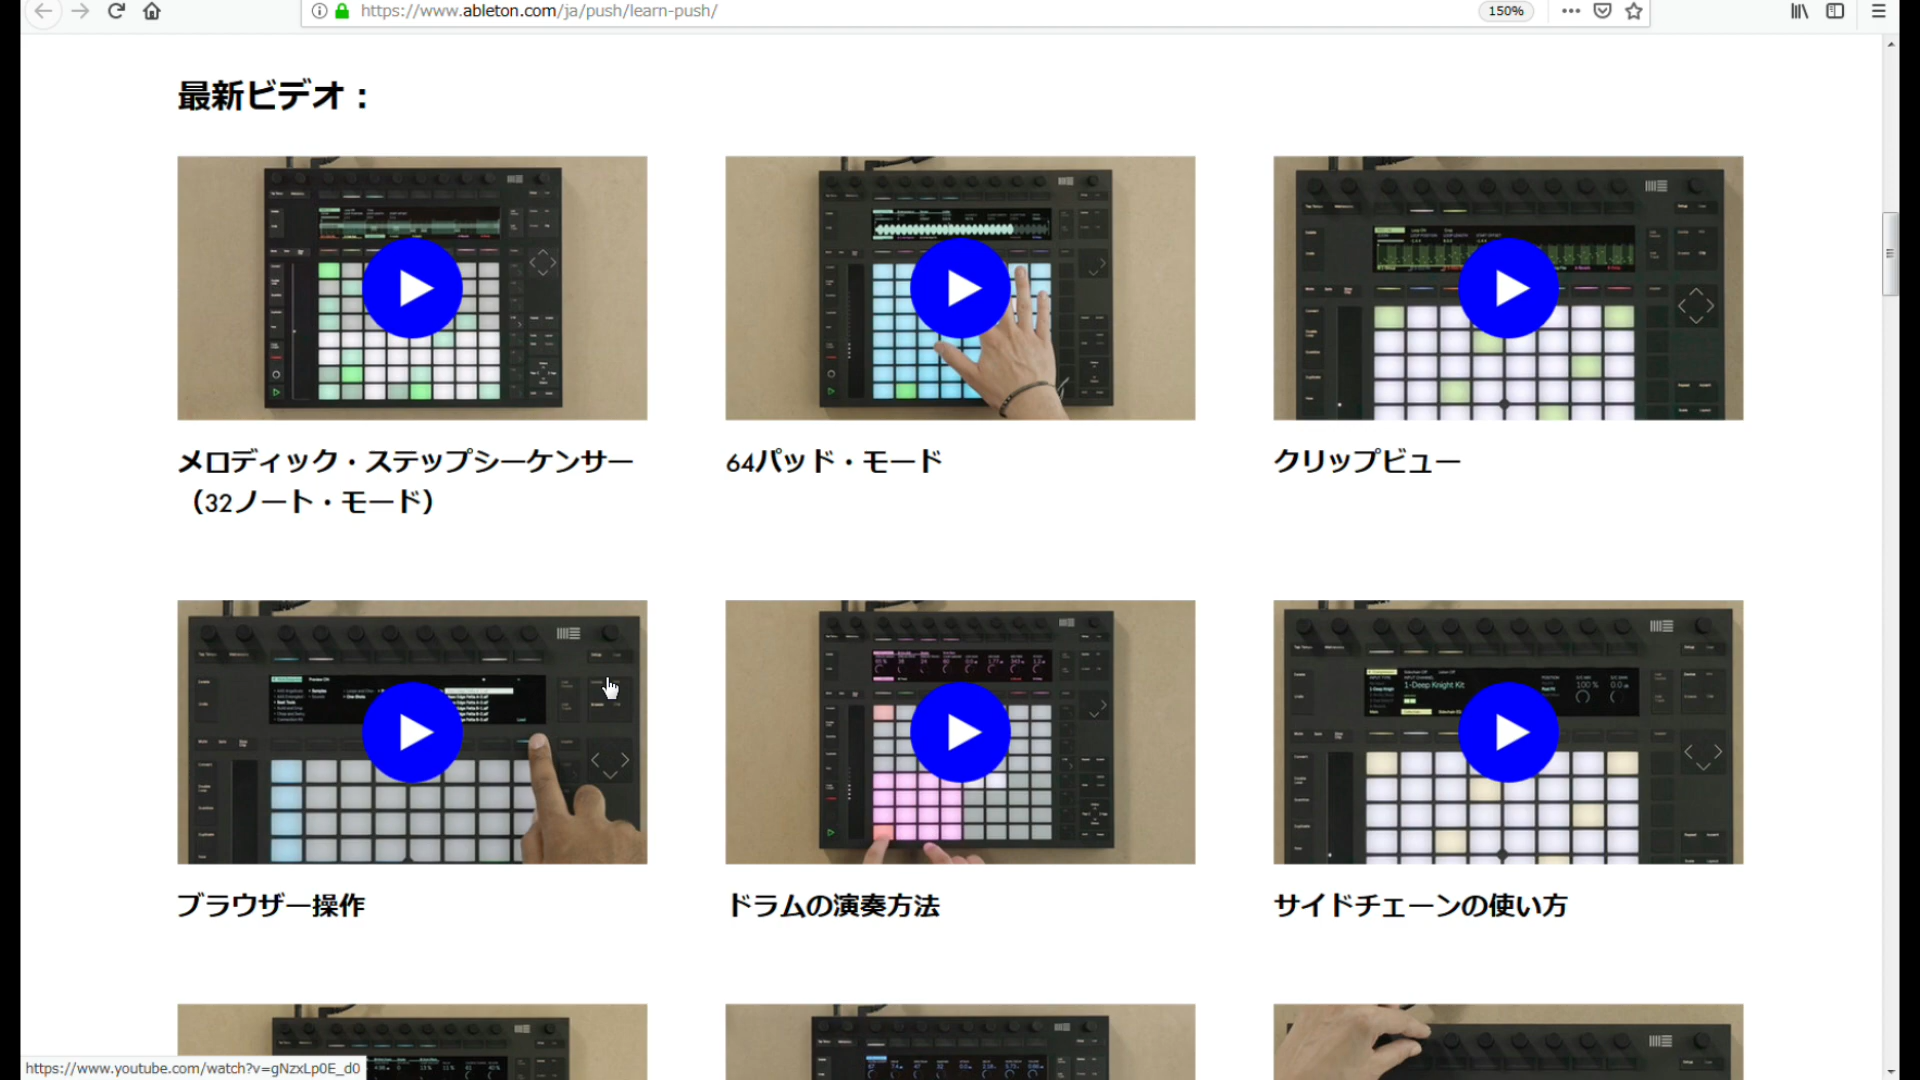 https://www.ableton.com/ja/push/learn-push/
150%
最新ビデオ：
メロディック・ステップシーケンサー
（32ノート・モード）
64パッド・モード
クリップビュー
1-Deep Knight Kit
ブラウザー操作
ドラムの演奏方法
サイドチェーンの使い方
https://www.youtube.com/watch?v=gNzxLp0E_d0